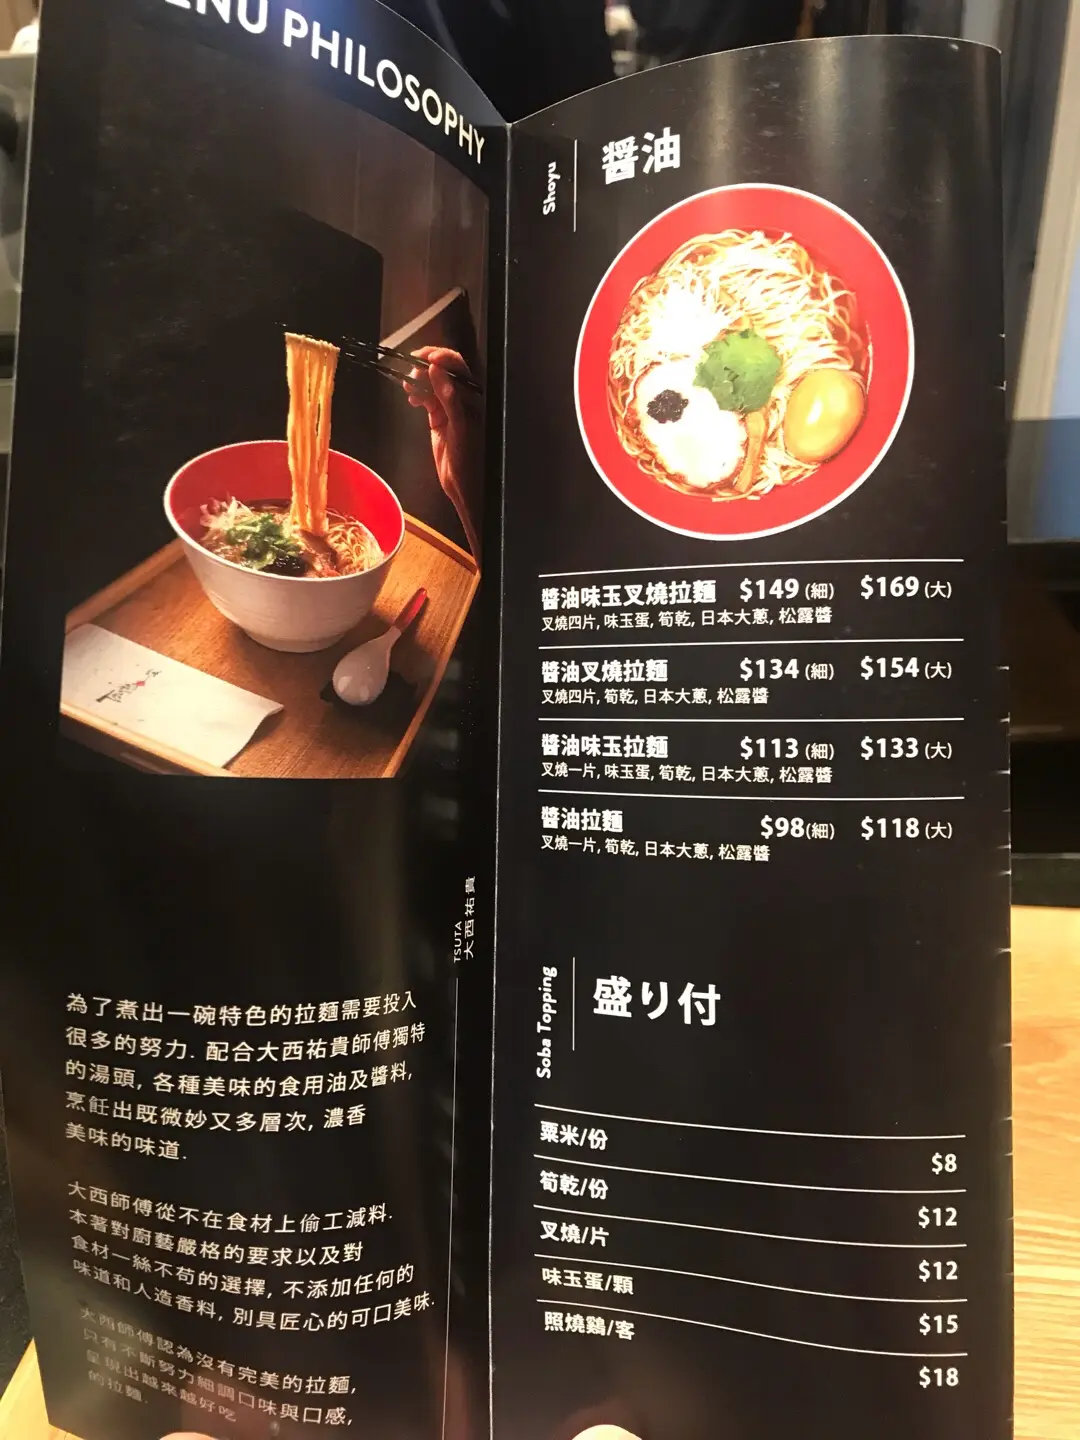 ENU PHILOSOPHY
TSUTA
大西祐貴
為了煮出一碗特色的拉麵需要投入
很多的努力. 配合大西祐貴師傅獨特
的湯頭, 各種美味的食用油及醬料,
烹飪出既微妙又多層次, 濃香
美味的味道.
大西師傅從不在食材上偷工減料.
本著對廚藝嚴格的要求以及對
食材一絲不苟的選擇, 不添加任何的
味道和人造香料, 別具匠心的可口美味.
大西師傅認為沒有完美的拉麵,
只有不斷努力細調口味與口感,
呈現出越來越好吃
的拉麵.
Shoyu
醤油
醬油味玉叉燒拉麵 $149 (細) $169 (大)
叉燒四片, 味玉蛋, 筍乾, 日本大蔥, 松露醬
醬油叉燒拉麵 $134 (細) $154 (大)
叉燒四片, 筍乾, 日本大蔥, 松露醬
醬油味玉拉麵 $113 (細) $133 (大)
叉燒一片, 味玉蛋, 筍乾, 日本大蔥, 松露醬
醬油拉麵 $98(細) $118 (大)
叉燒一片, 筍乾, 日本大蔥, 松露醬
Soba Topping
盛り付
粟米/份 $8
筍乾/份 $12
叉燒/片 $12
味玉蛋/顆 $15
照燒鷄/客 $18